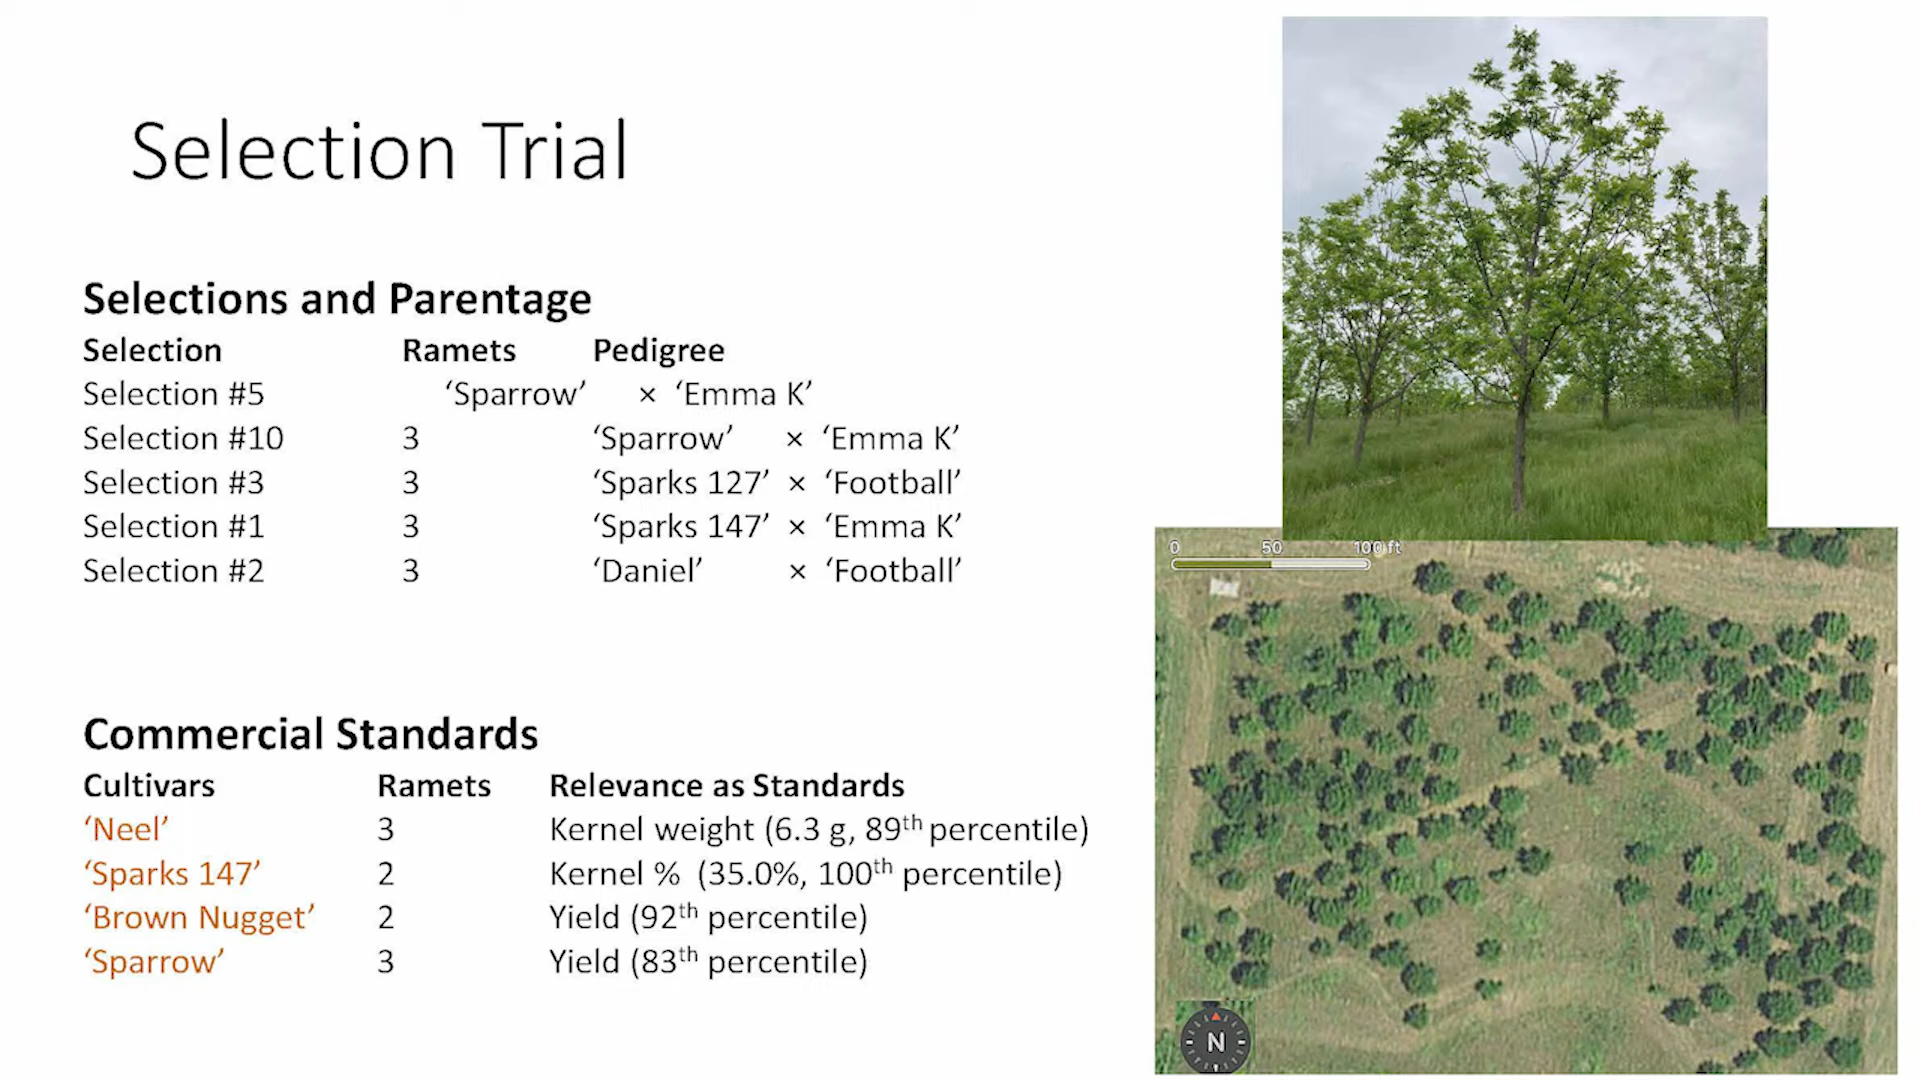 Selection Trial
Selections and Parentage
Selection Ramets Pedigree
Selection #5 ‘Sparrow’ × ‘Emma K’
Selection #10 3 ‘Sparrow’ × ‘Emma K’
Selection #3 3 ‘Sparks 127’ × ‘Football’
Selection #1 3 ‘Sparks 147’ × ‘Emma K’
Selection #2 3 ‘Daniel’ × ‘Football’
Commercial Standards
Cultivars Ramets Relevance as Standards
‘Neel’ 3 Kernel weight (6.3 g, 89th percentile)
‘Sparks 147’ 2 Kernel % (35.0%, 100th percentile)
‘Brown Nugget’ 2 Yield (92th percentile)
‘Sparrow’ 3 Yield (83th percentile)
0 50 100 ft
N